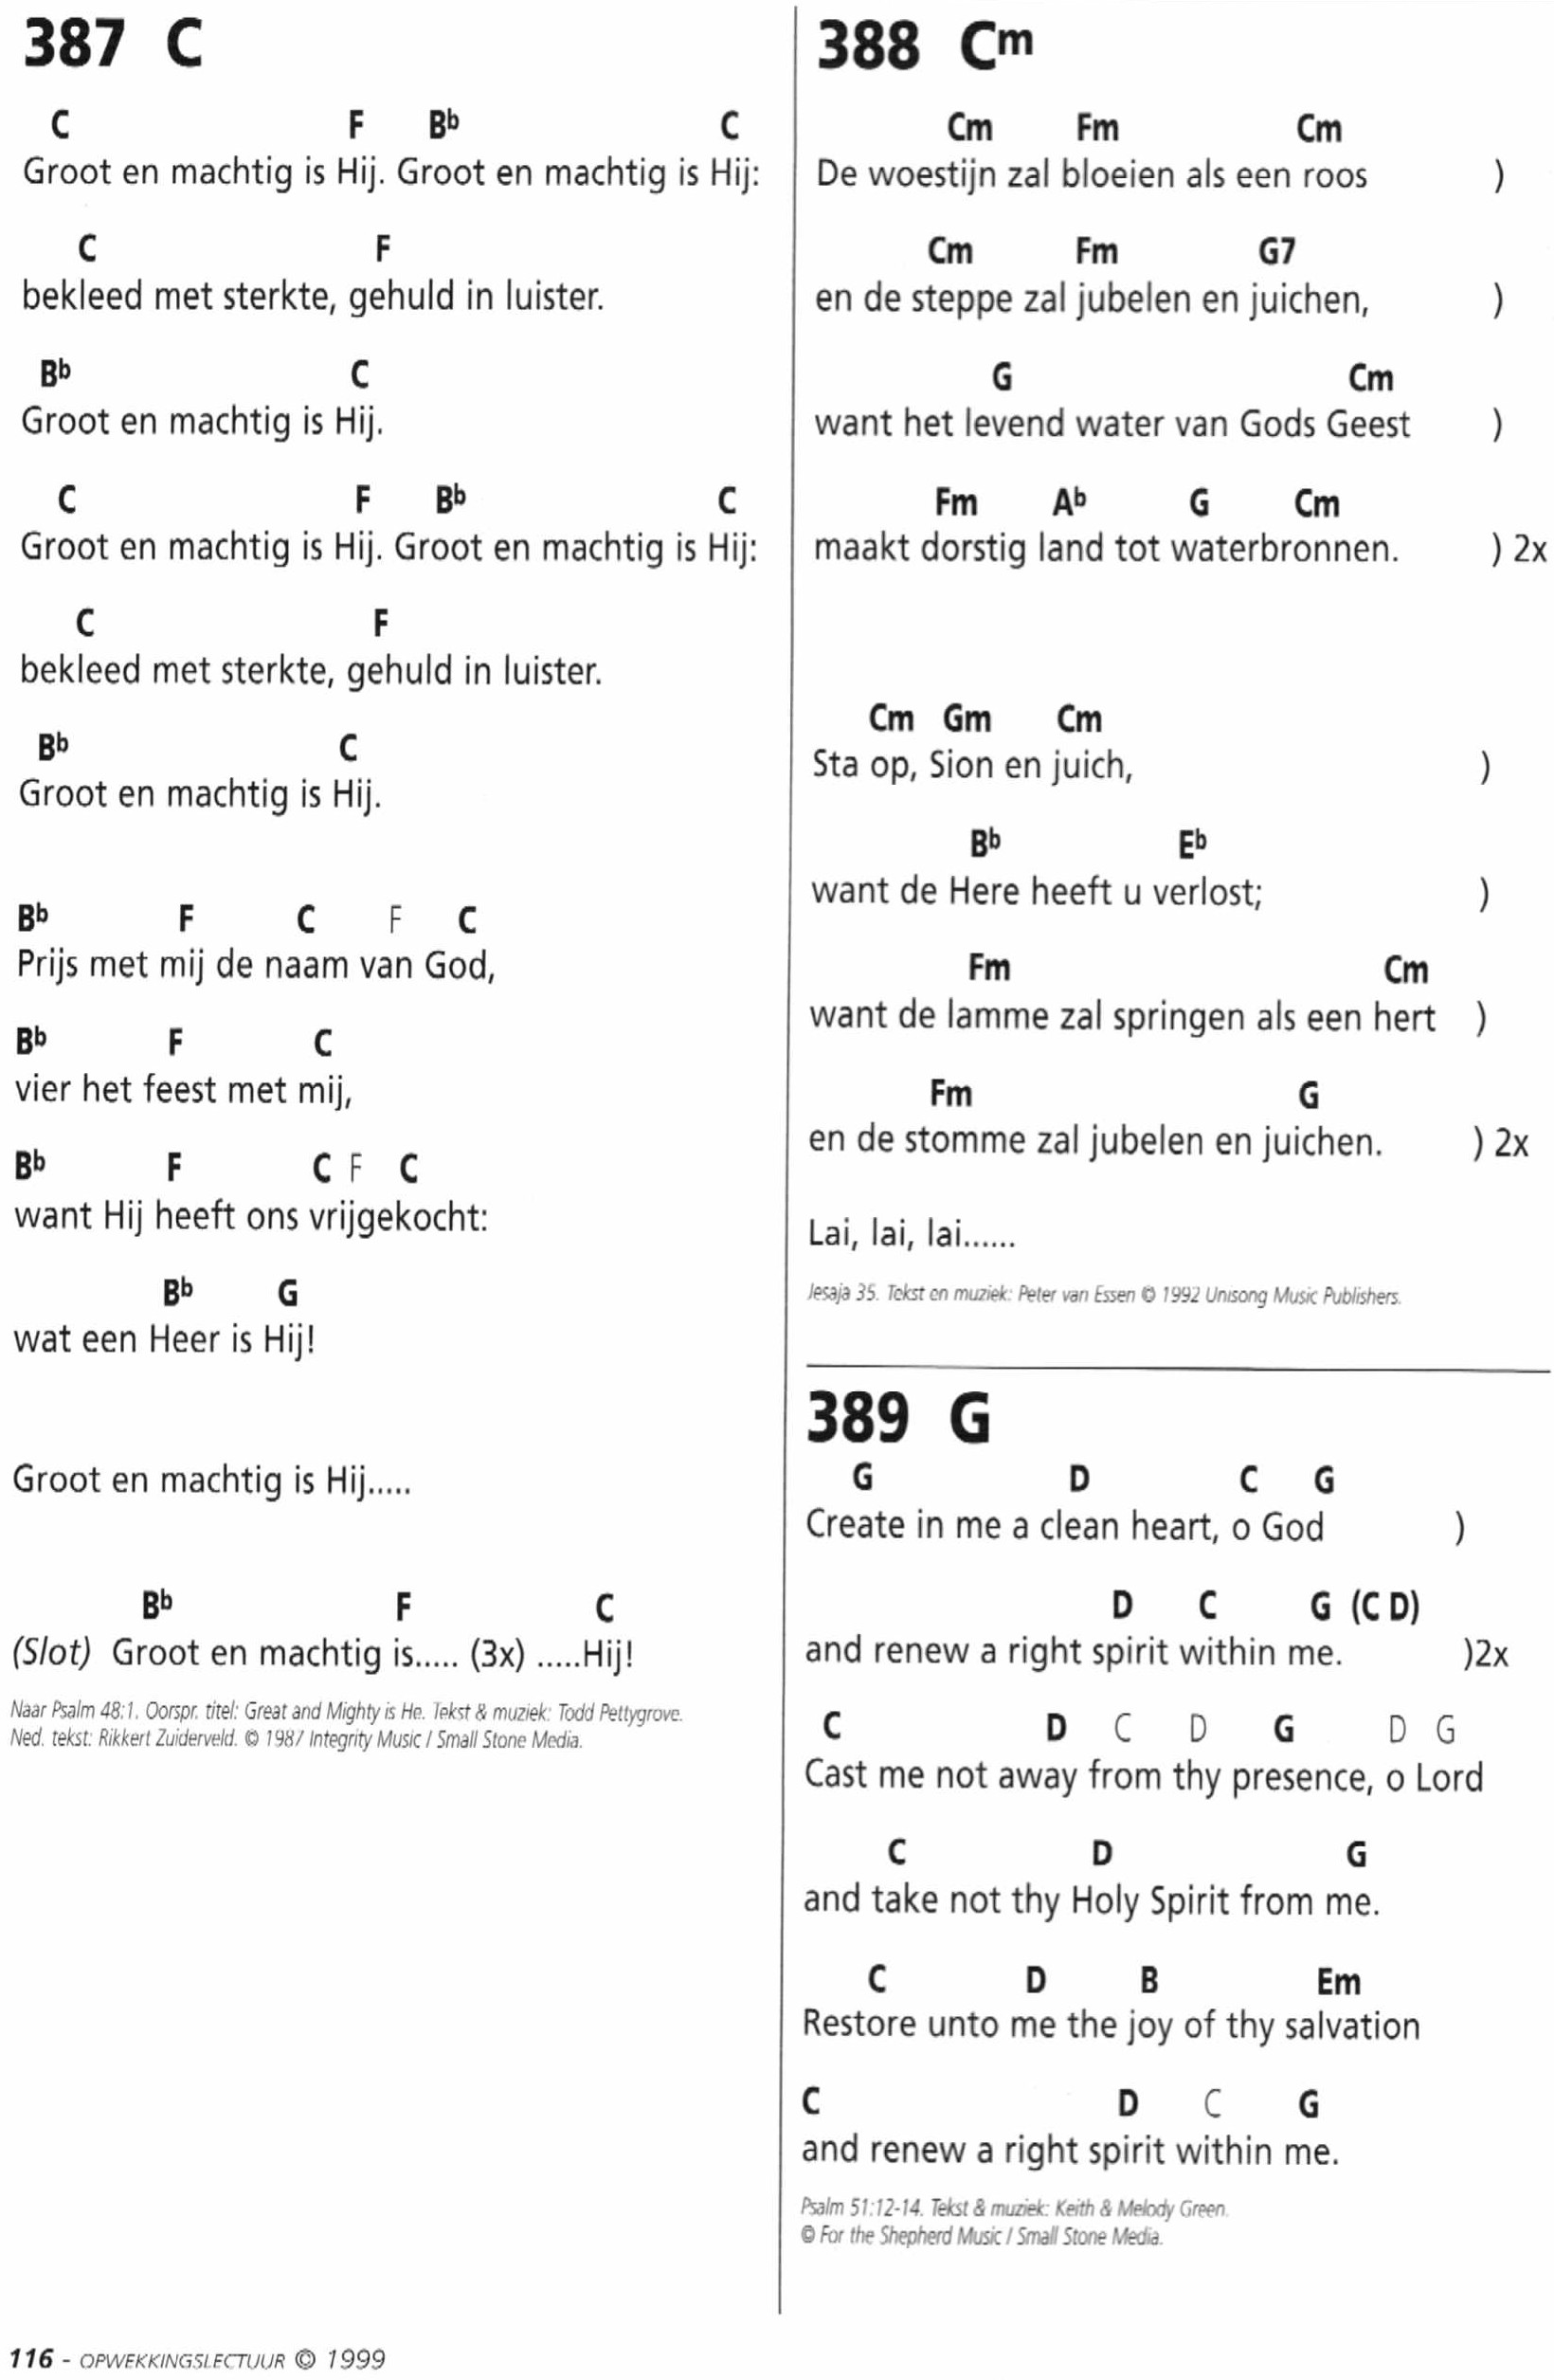 387 C
C F Bb C
Groot en machtig is Hij. Groot en machtig is Hij:
C F
bekleed met sterkte, gehuld in luister.
Bb C
Groot en machtig is Hij.
C F Bb C
Groot en machtig is Hij. Groot en machtig is Hij:
C F
bekleed met sterkte, gehuld in luister.
Bb C
Groot en machtig is Hij.
Bb F C F C
Prijs met mij de naam van God,
Bb F C
vier het feest met mij,
Bb F C F C
want Hij heeft ons vrijgekocht:
Bb G
wat een Heer is Hij!
Groot en machtig is Hij.....
Bb F C
(Slot) Groot en machtig is..... (3x) .....Hij!
Naar Psalm 48:1. Oorspr. titel: Great and Mighty is He. Tekst & muziek: Todd Pettygrove.
Ned. tekst: Rikkert Zuiderveld. © 1987 Integrity Music / Small Stone Media.
388 Cm
Cm Fm Cm
De woestijn zal bloeien als een roos )
Cm Fm G7
en de steppe zal jubelen en juichen, )
G Cm
want het levend water van Gods Geest )
Fm Ab G Cm
maakt dorstig land tot waterbronnen. ) 2x
Cm Gm Cm
Sta op, Sion en juich, )
Bb Eb
want de Here heeft u verlost; )
Fm Cm
want de lamme zal springen als een hert )
Fm G
en de stomme zal jubelen en juichen. ) 2x
Lai, lai, lai......
Jesaja 35. Tekst en muziek: Peter van Essen © 1992 Unisong Music Publishers.
389 G
G D C G
Create in me a clean heart, o God )
D C G (C D)
and renew a right spirit within me. )2x
C D C D G D G
Cast me not away from thy presence, o Lord
C D G
and take not thy Holy Spirit from me.
C D B Em
Restore unto me the joy of thy salvation
C D C G
and renew a right spirit within me.
Psalm 51:12-14. Tekst & muziek: Keith & Melody Green.
© For the Shepherd Music / Small Stone Media.
116 - OPWEKKINGSLECTUUR © 1999